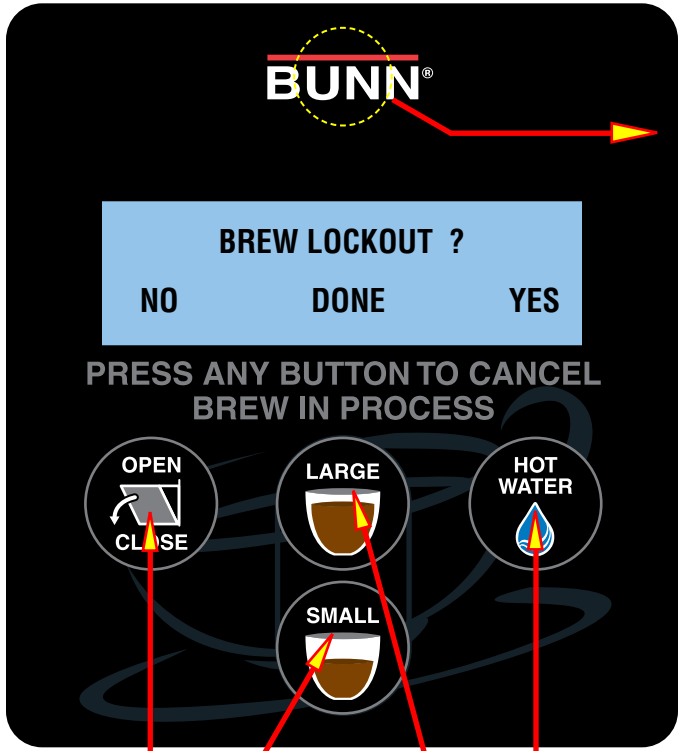 BUNN®
BREW LOCKOUT ?
NO DONE YES
PRESS ANY BUTTON TO CANCEL
BREW IN PROCESS
OPEN
CLOSE
LARGE
HOT
WATER
SMALL